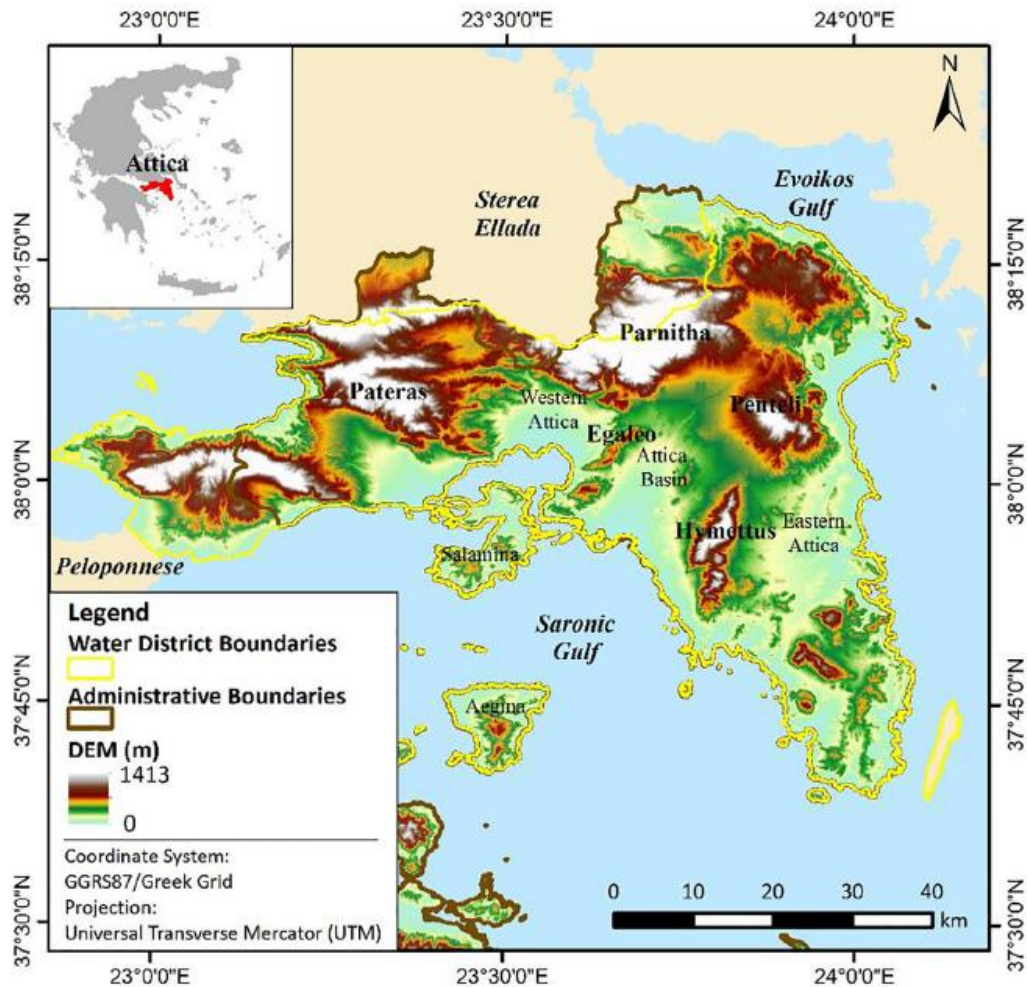 23°0'0"E
23°30'0"E
24°0'0"E
N
Attica
Sterea
Ellada
Evoikos
Gulf
38°15'0"N
38°15'0"N
Parnitha
Pateras
Western
Attica
Penteli
Egaleo
Attica
Basin
38°0'0"N
38°0'0"N
Hymettus
Eastern
Attica
Salamina
Peloponnese
Saronic
Gulf
Legend
Water District Boundaries
Administrative Boundaries
DEM (m)
1413
0
Aegina
37°45'0"N
37°45'0"N
Coordinate System:
GGRS87/Greek Grid
Projection:
Universal Transverse Mercator (UTM)
0 10 20 30 40
km
37°30'0"N
37°30'0"N
23°0'0"E
23°30'0"E
24°0'0"E